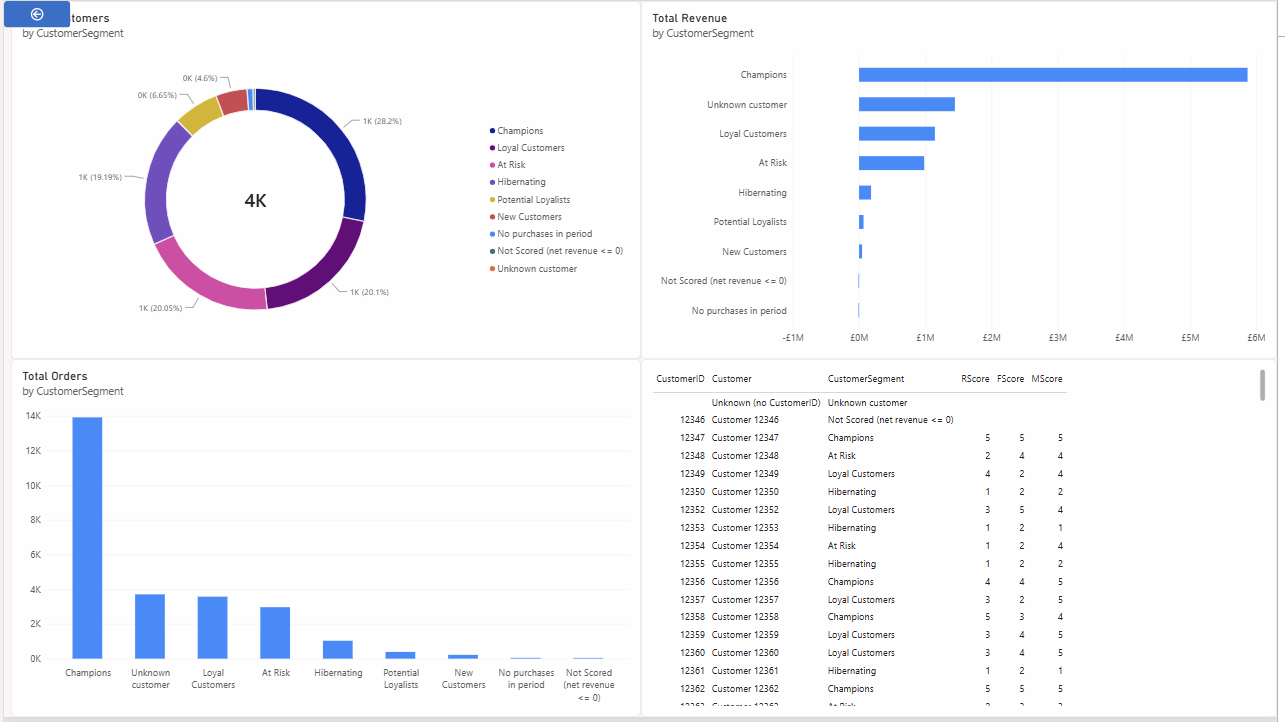 tomers
by CustomerSegment
0K (4.6%)
0K (6.65%)
1K (28.2%)
1K (19.19%)
4K
1K (20.05%)
1K (20.1%)
Champions
Loyal Customers
At Risk
Hibernating
Potential Loyalists
New Customers
No purchases in period
Not Scored (net revenue <= 0)
Unknown customer
Total Revenue
by CustomerSegment
Champions
Unknown customer
Loyal Customers
At Risk
Hibernating
Potential Loyalists
New Customers
Not Scored (net revenue <= 0)
No purchases in period
-£1M £0M £1M £2M £3M £4M £5M £6M
Total Orders
by CustomerSegment
14K
12K
10K
8K
6K
4K
2K
0K
Champions
Unknown
customer
Loyal
Customers
At Risk
Hibernating
Potential
Loyalists
New
Customers
No purchases
in period
Not Scored
(net revenue
<= 0)
CustomerID Customer CustomerSegment RScore FScore MScore
Unknown (no CustomerID) Unknown customer
12346 Customer 12346 Not Scored (net revenue <= 0)
12347 Customer 12347 Champions 5 5 5
12348 Customer 12348 At Risk 2 4 4
12349 Customer 12349 Loyal Customers 4 2 4
12350 Customer 12350 Hibernating 1 2 2
12352 Customer 12352 Loyal Customers 3 5 4
12353 Customer 12353 Hibernating 1 2 1
12354 Customer 12354 At Risk 1 2 4
12355 Customer 12355 Hibernating 1 2 2
12356 Customer 12356 Champions 4 4 5
12357 Customer 12357 Loyal Customers 3 2 5
12358 Customer 12358 Champions 5 3 4
12359 Customer 12359 Loyal Customers 3 4 5
12360 Customer 12360 Loyal Customers 3 4 5
12361 Customer 12361 Hibernating 1 2 1
12362 Customer 12362 Champions 5 5 5